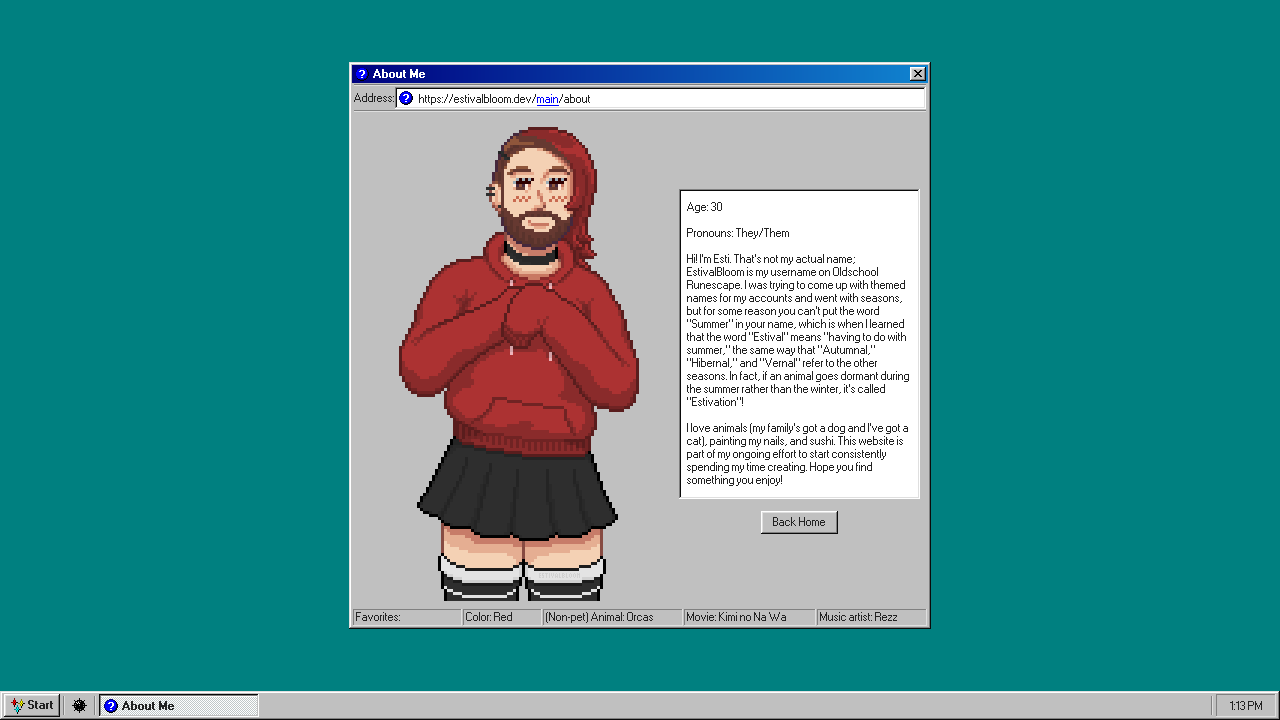 About Me
Address: https://estivalbloom.dev/main/about
Age: 30
Pronouns: They/Them
Hi! I'm Esti. That's not my actual name;
EstivalBloom is my username on Oldschool
Runescape. I was trying to come up with themed
names for my accounts and went with seasons,
but for some reason you can't put the word
"Summer" in your name, which is when I learned
that the word "Estival" means "having to do with
summer," the same way that "Autumnal,"
"Hibernal," and "Vernal" refer to the other
seasons. In fact, if an animal goes dormant during
the summer rather than the winter, it's called
"Estivation"!
I love animals (my family's got a dog and I've got a
cat), painting my nails, and sushi. This website is
part of my ongoing effort to start consistently
spending my time creating. Hope you find
something you enjoy!
Back Home
Favorites: Color: Red (Non-pet) Animal: Orcas Movie: Kimi no Na Wa Music artist: Rezz
Start About Me 1:13 PM